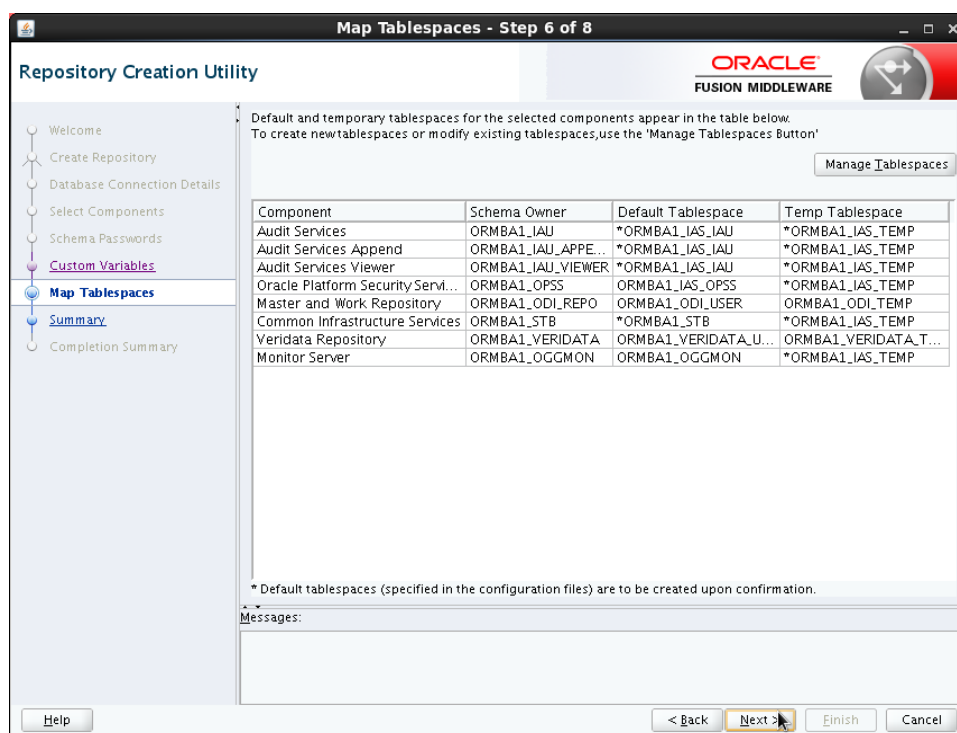 Map Tablespaces - Step 6 of 8
Repository Creation Utility
ORACLE
FUSION MIDDLEWARE
Welcome
Create Repository
Database Connection Details
Select Components
Schema Passwords
Custom Variables
Map Tablespaces
Summary
Completion Summary
Default and temporary tablespaces for the selected components appear in the table below.
To create newtablespaces or modify existing tablespaces,use the 'Manage Tablespaces Button'
Manage Tablespaces
Component Schema Owner Default Tablespace Temp Tablespace
Audit Services ORMBA1_IAU *ORMBA1_IAS_IAU *ORMBA1_IAS_TEMP
Audit Services Append ORMBA1_IAU_APPE... *ORMBA1_IAS_IAU *ORMBA1_IAS_TEMP
Audit Services Viewer ORMBA1_IAU_VIEWER *ORMBA1_IAS_IAU *ORMBA1_IAS_TEMP
Oracle Platform Security Servi... ORMBA1_OPSS ORMBA1_IAS_OPSS *ORMBA1_IAS_TEMP
Master and Work Repository ORMBA1_ODI_REPO ORMBA1_ODI_USER ORMBA1_ODI_TEMP
Common Infrastructure Services ORMBA1_STB *ORMBA1_STB *ORMBA1_IAS_TEMP
Veridata Repository ORMBA1_VERIDATA ORMBA1_VERIDATA_U... ORMBA1_VERIDATA_T...
Monitor Server ORMBA1_OGGMON ORMBA1_OGGMON *ORMBA1_IAS_TEMP
* Default tablespaces (specified in the configuration files) are to be created upon confirmation.
Messages:
Help < Back Next > Finish Cancel